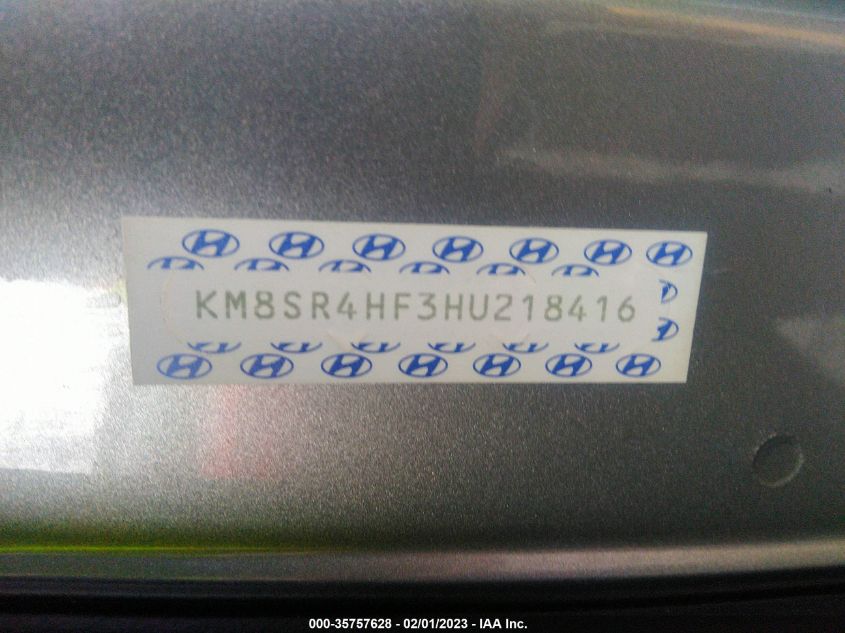 KM8SR4HF3HU218416
000-35757628 - 02/01/2023 - IAA Inc.